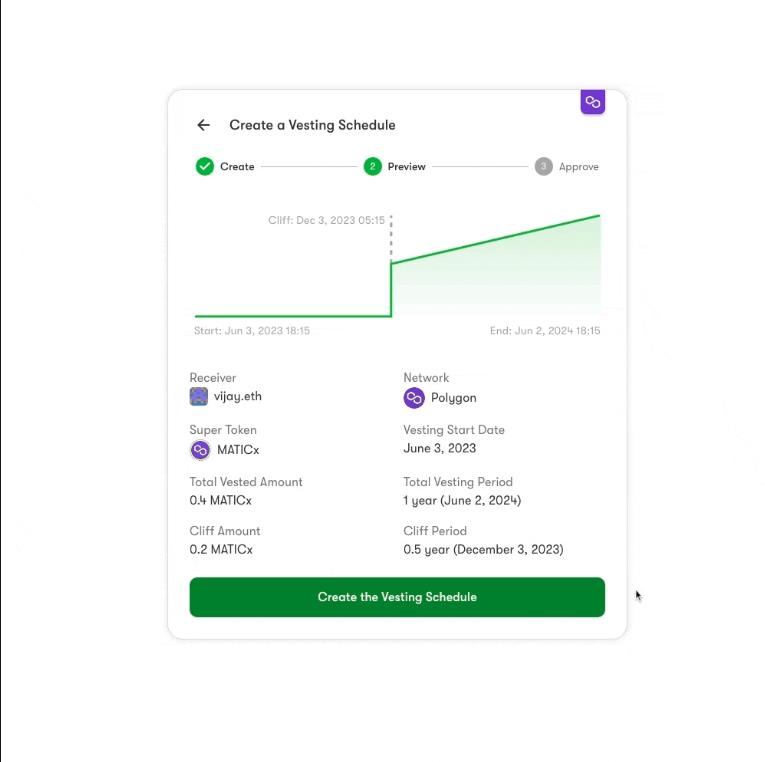 Create a Vesting Schedule
Create
2 Preview
3 Approve
Cliff: Dec 3, 2023 05:15
Start: Jun 3, 2023 18:15
End: Jun 2, 2024 18:15
Receiver
vijay.eth
Network
Polygon
Super Token
MATICx
Vesting Start Date
June 3, 2023
Total Vested Amount
0.4 MATICx
Total Vesting Period
1 year (June 2, 2024)
Cliff Amount
0.2 MATICx
Cliff Period
0.5 year (December 3, 2023)
Create the Vesting Schedule